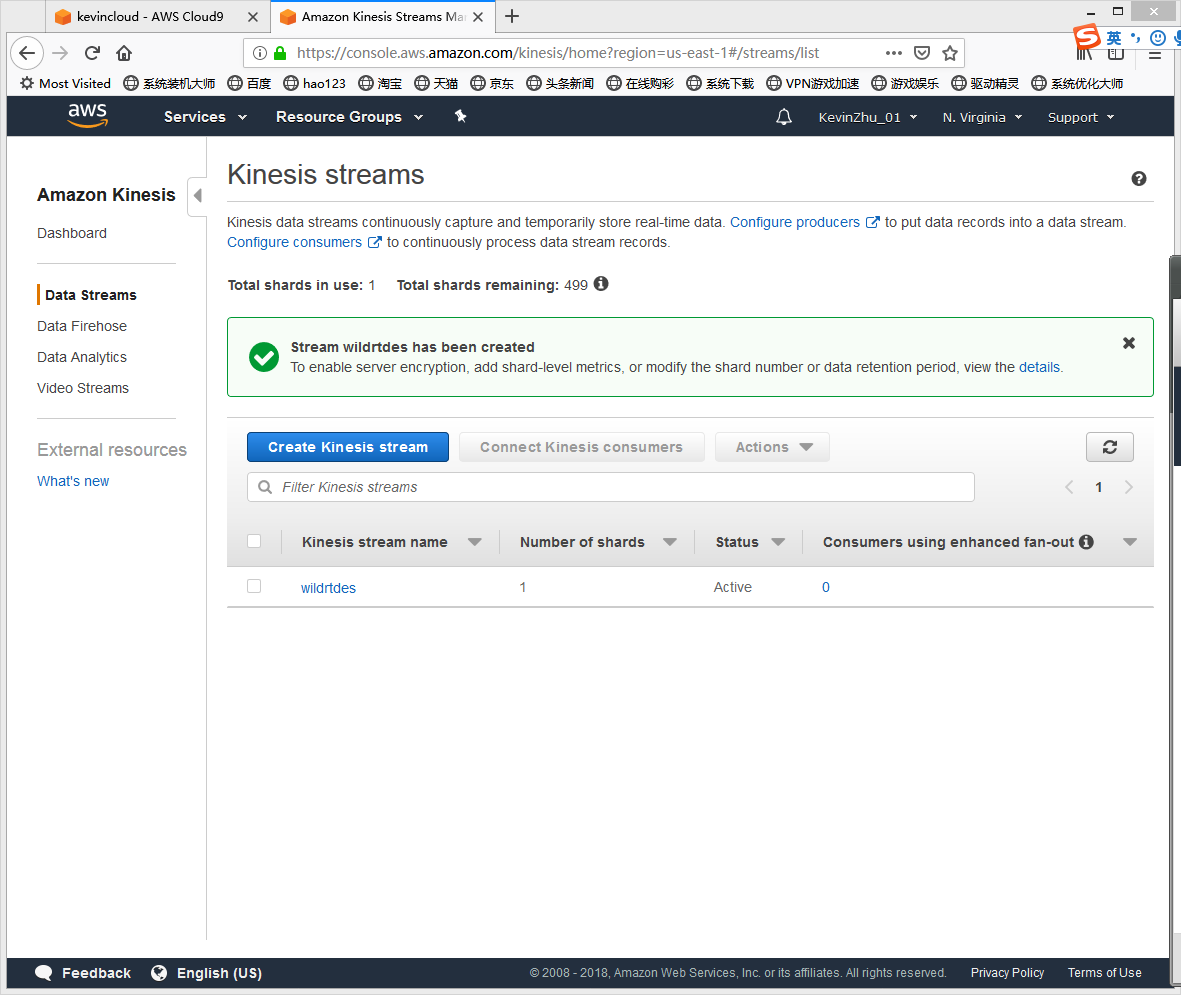 kevincloud - AWS Cloud9
Amazon Kinesis Streams Ma
https://console.aws.amazon.com/kinesis/home?region=us-east-1#/streams/list
英
Most Visited 系统装机大师 百度 hao123 淘宝 天猫 京东 头条新闻 在线购彩 系统下载 VPN游戏加速 游戏娱乐 驱动精灵 系统优化大师
aws Services Resource Groups KevinZhu_01 N. Virginia Support
Amazon Kinesis
Dashboard
Data Streams
Data Firehose
Data Analytics
Video Streams
External resources
What's new
Kinesis streams
Kinesis data streams continuously capture and temporarily store real-time data. Configure producers to put data records into a data stream.
Configure consumers to continuously process data stream records.
Total shards in use: 1 Total shards remaining: 499
Stream wildrtdes has been created
To enable server encryption, add shard-level metrics, or modify the shard number or data retention period, view the details.
Create Kinesis stream Connect Kinesis consumers Actions
Filter Kinesis streams 1
Kinesis stream name Number of shards Status Consumers using enhanced fan-out
wildrtdes 1 Active 0
Feedback English (US) © 2008 - 2018, Amazon Web Services, Inc. or its affiliates. All rights reserved. Privacy Policy Terms of Use